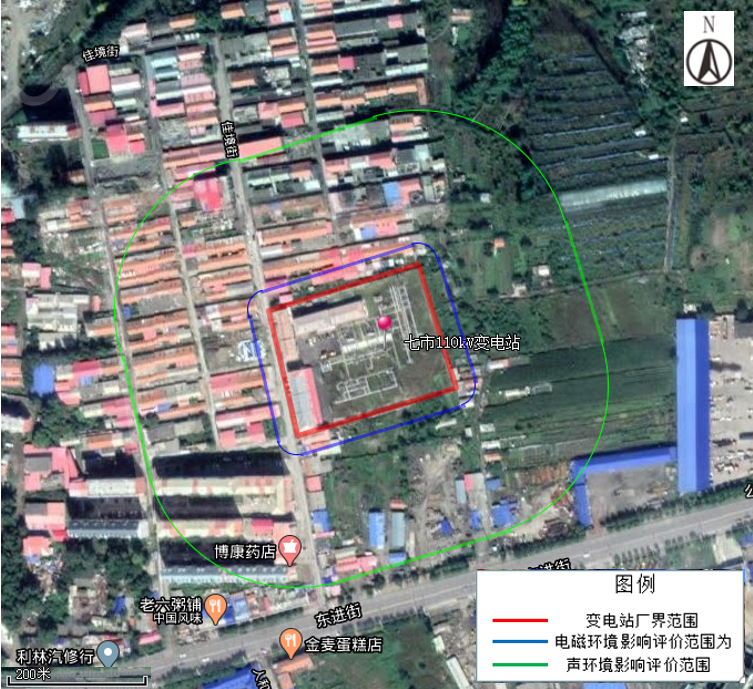 N
佳境街
佳境街
七市110kv变电站
博康药店
老六粥铺
中国风味
东进街
金麦蛋糕店
利林汽修行
200米
图例
变电站厂界范围
电磁环境影响评价范围为
声环境影响评价范围